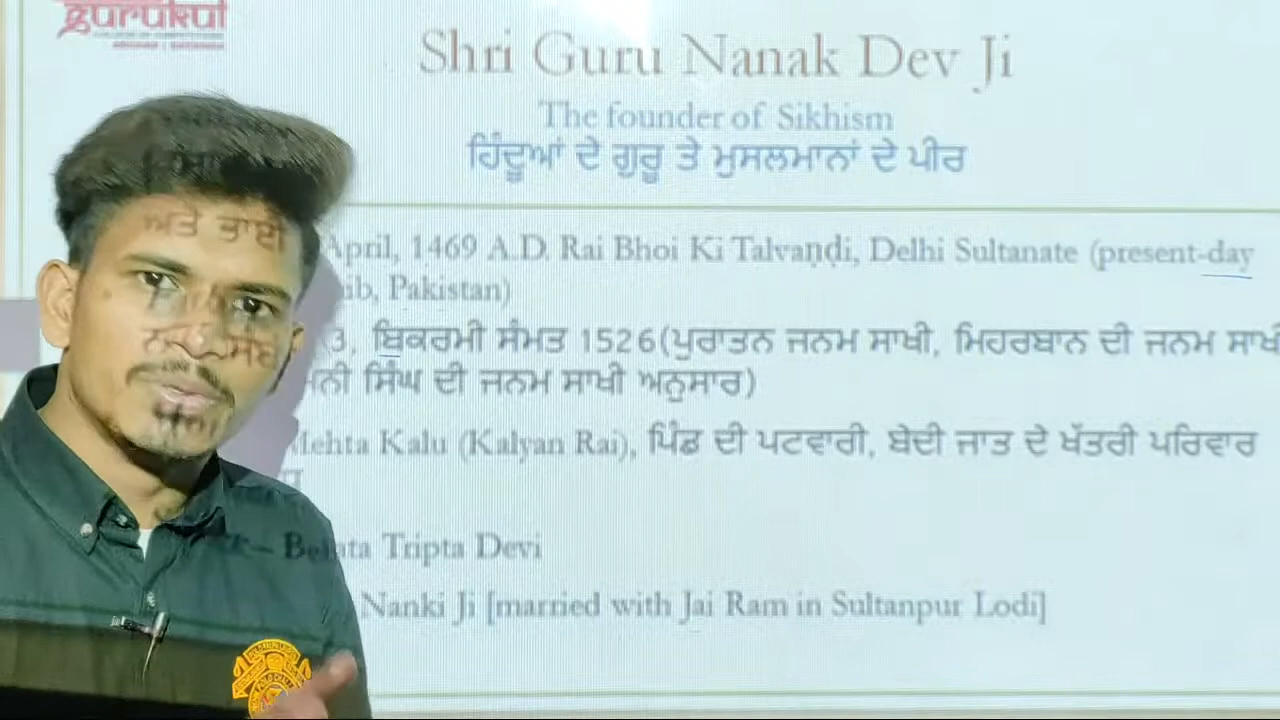 gurukul
Shri Guru Nanak Dev Ji
The founder of Sikhism
ਹਿੰਦੂਆਂ ਦੇ ਗੁਰੂ ਤੇ ਮੁਸਲਮਾਨਾਂ ਦੇ ਪੀਰ
April, 1469 A.D. Rai Bhoi Ki Talvaṇḍi, Delhi Sultanate (present-day
Pakistan)
3, ਬਿਕਰਮੀ ਸੰਮਤ 1526(ਪੁਰਾਤਨ ਜਨਮ ਸਾਖੀ, ਮਿਹਰਬਾਨ ਦੀ ਜਨਮ ਸਾਖੀ
ਸਿੰਘ ਦੀ ਜਨਮ ਸਾਖੀ ਅਨੁਸਾਰ)
Mehta Kalu (Kalyan Rai), ਪਿੰਡ ਦੀ ਪਟਵਾਰੀ, ਬੇਦੀ ਜਾਤ ਦੇ ਖੱਤਰੀ ਪਰਿਵਾਰ
Tripta Devi
Nanki Ji [married with Jai Ram in Sultanpur Lodi]